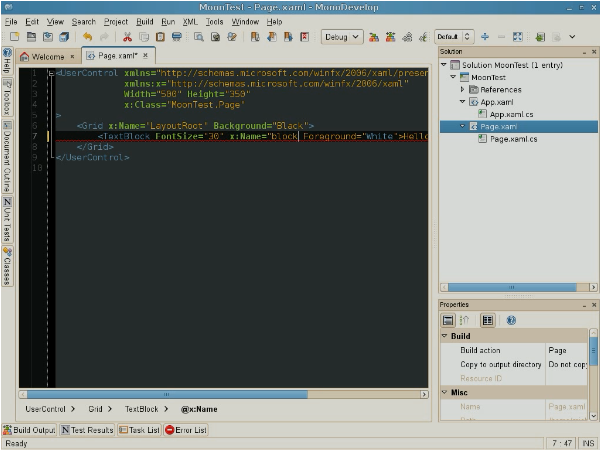 MoonTest - Page.xaml - MonoDevelop
File Edit View Search Project Build Run XML Tools Window Help
Debug Default
Welcome Page.xaml*
1 <UserControl xmlns="http://schemas.microsoft.com/winfx/2006/xaml/presen
2 xmlns:x="http://schemas.microsoft.com/winfx/2006/xaml"
3 Width="500" Height="350"
4 x:Class="MoonTest.Page"
5 >
6 <Grid x:Name="LayoutRoot" Background="Black">
7 <TextBlock FontSize="30" x:Name="block Foreground="White">Hello
8 </Grid>
9 </UserControl>
10
UserControl Grid TextBlock @x:Name
Help
Toolbox
Document Outline
Unit Tests
Classes
Solution
Solution MoonTest (1 entry)
MoonTest
References
App.xaml
App.xaml.cs
Page.xaml
Page.xaml.cs
Properties
Build
Build action Page
Copy to output directory Do not copy
Resource ID
Misc
Name Page.xaml
Build Output Test Results Task List Error List
Ready 7 : 47 INS